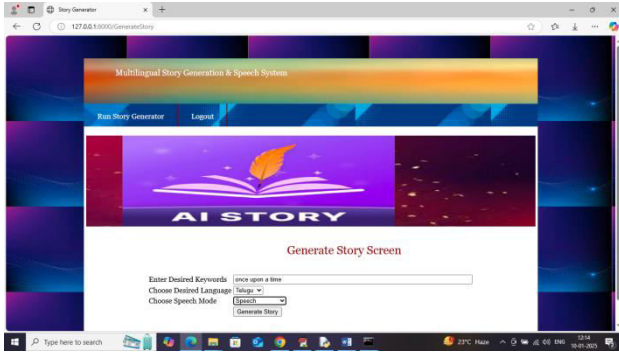 Story Generator
127.0.0.1:6000/GenerateStory
Multilingual Story Generation & Speech System
Run Story Generator Logout
AI STORY
Generate Story Screen
Enter Desired Keywords once upon a time
Choose Desired Language Telugu
Choose Speech Mode Speech
Generate Story
Type here to search
23°C Haze
ENG
12:14
10-01-2025